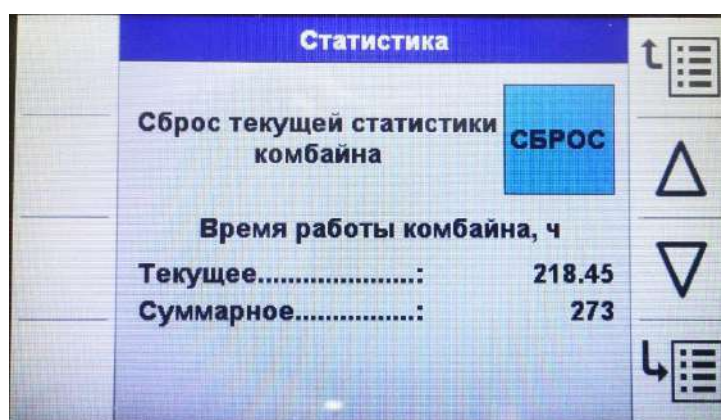 Статистика
Сброс текущей статистики
комбайна
СБРОС
Время работы комбайна, ч
Текущее.....................: 218.45
Суммарное................: 273